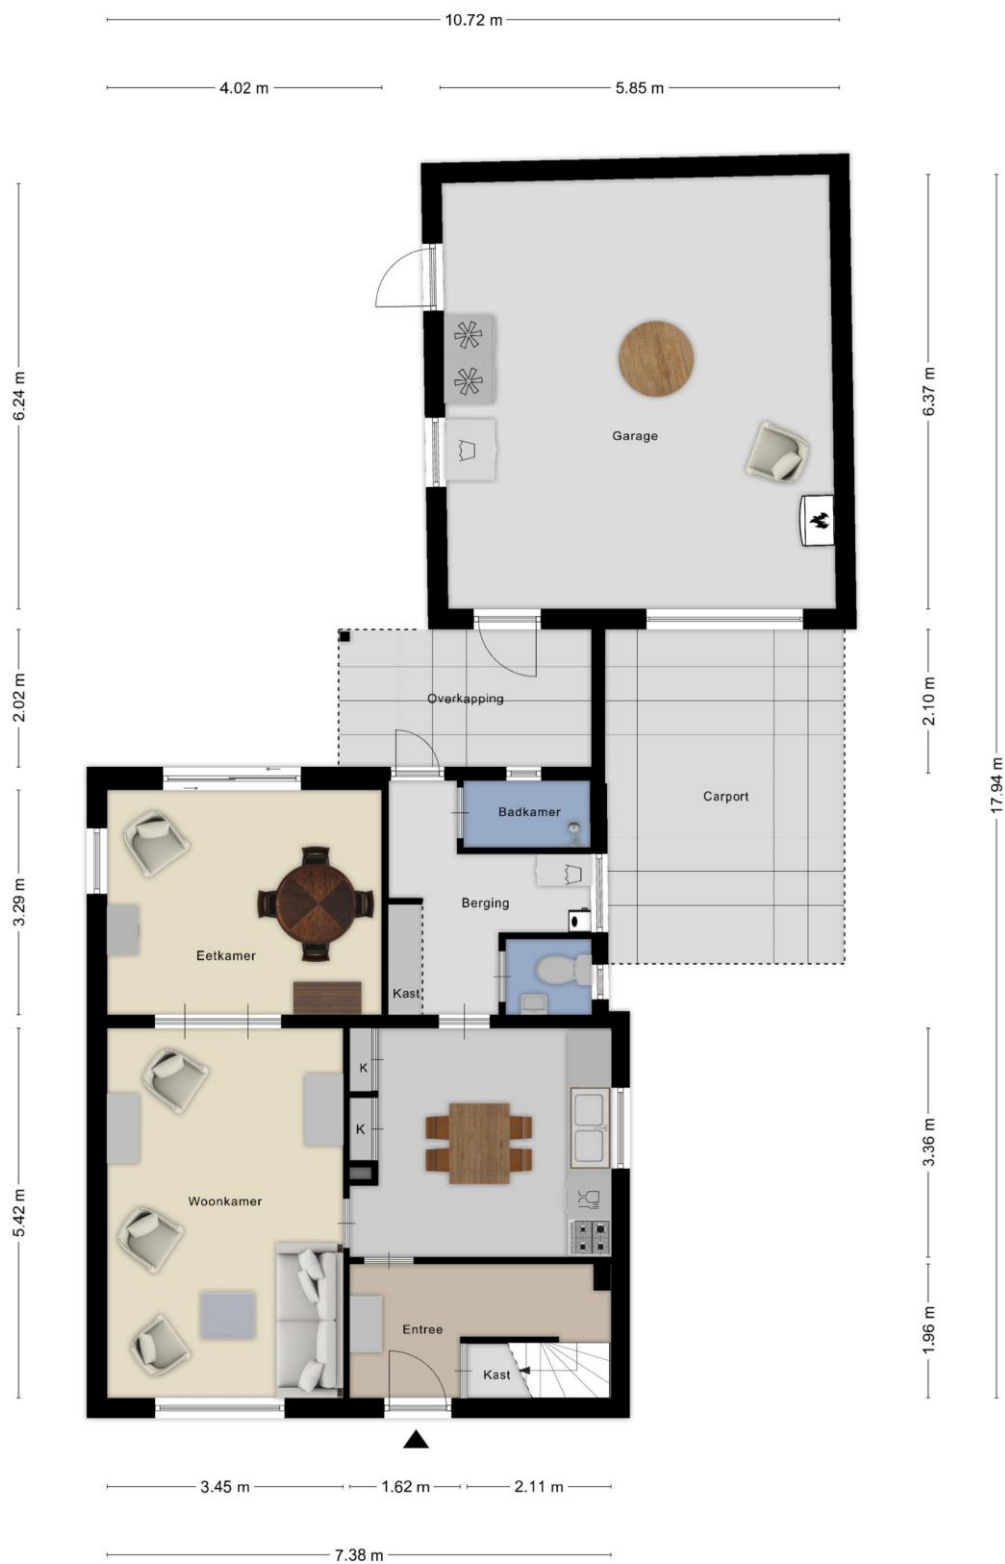 10.72 m
4.02 m
5.85 m
6.24 m
6.37 m
Garage
2.02 m
2.10 m
Overkapping
17.94 m
Carport
Badkamer
3.29 m
Berging
Eetkamer
Kast
K
K
3.36 m
5.42 m
Woonkamer
Entree
1.96 m
Kast
3.45 m
1.62 m
2.11 m
7.38 m